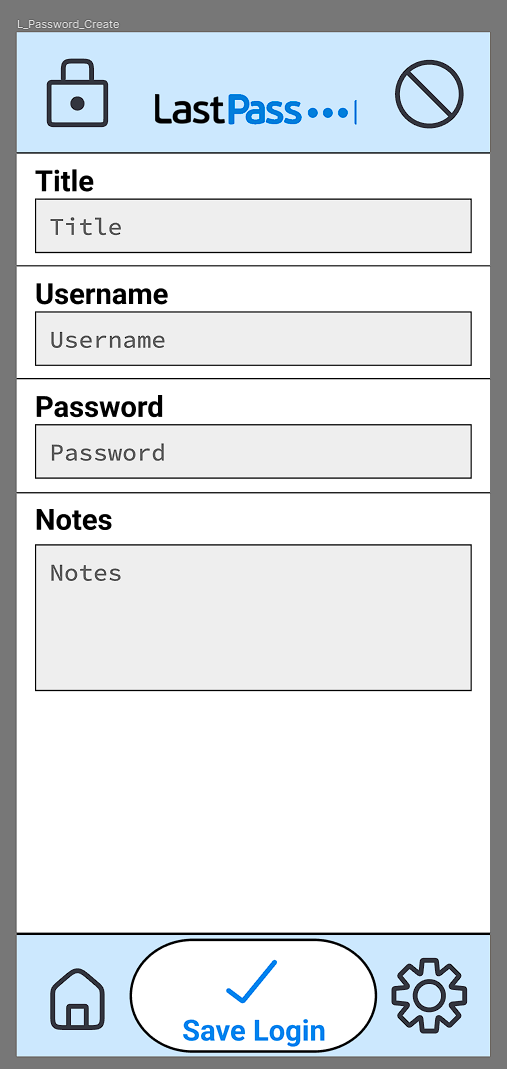 L_Password_Create
LastPass
Title
Title
Username
Username
Password
Password
Notes
Notes
Save Login